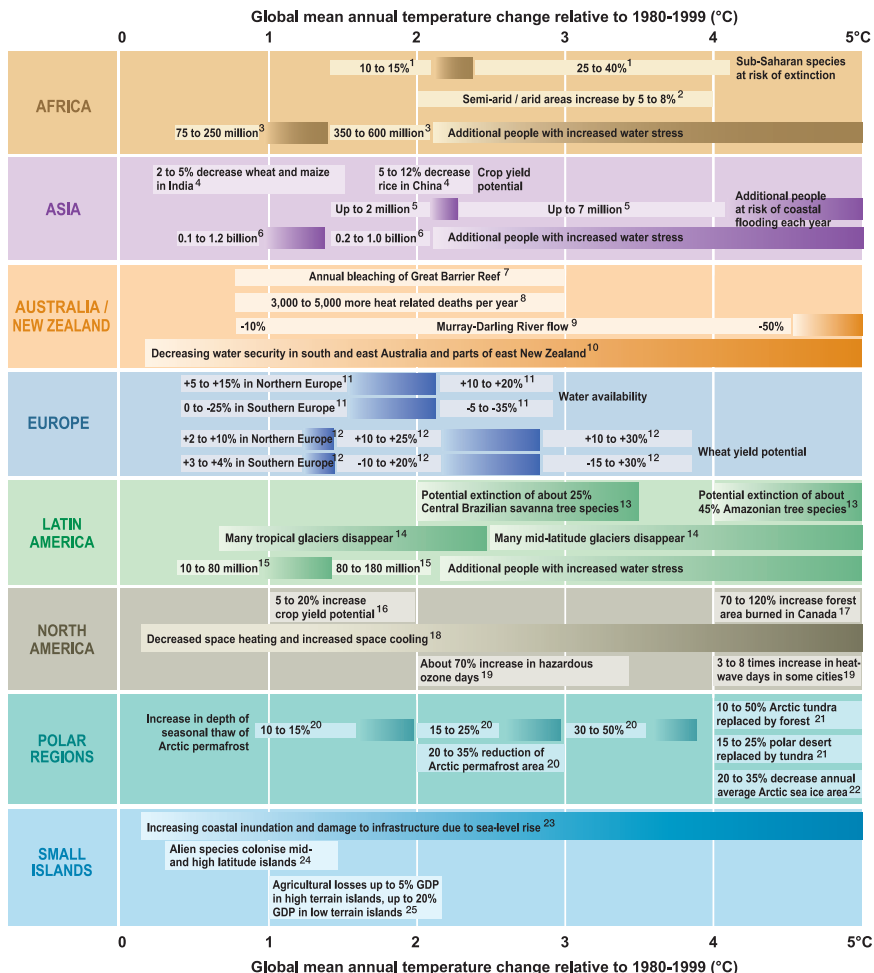 Global mean annual temperature change relative to 1980-1999 (°C)
0 1 2 3 4 5°C
AFRICA
10 to 15%1
25 to 40%1
Sub-Saharan species
at risk of extinction
Semi-arid / arid areas increase by 5 to 8%2
75 to 250 million3
350 to 600 million3
Additional people with increased water stress
ASIA
2 to 5% decrease wheat and maize
in India4
5 to 12% decrease
rice in China4
Crop yield
potential
Up to 2 million5
Up to 7 million5
Additional people
at risk of coastal
flooding each year
0.1 to 1.2 billion6
0.2 to 1.0 billion6
Additional people with increased water stress
AUSTRALIA /
NEW ZEALAND
Annual bleaching of Great Barrier Reef7
3,000 to 5,000 more heat related deaths per year8
-10%
Murray-Darling River flow9
-50%
Decreasing water security in south and east Australia and parts of east New Zealand10
EUROPE
+5 to +15% in Northern Europe11
+10 to +20%11
0 to -25% in Southern Europe11
-5 to -35%11
Water availability
+2 to +10% in Northern Europe12
+10 to +25%12
+10 to +30%12
+3 to +4% in Southern Europe12
-10 to +20%12
-15 to +30%12
Wheat yield potential
LATIN
AMERICA
Potential extinction of about 25%
Central Brazilian savanna tree species13
Potential extinction of about
45% Amazonian tree species13
Many tropical glaciers disappear14
Many mid-latitude glaciers disappear14
10 to 80 million15
80 to 180 million15
Additional people with increased water stress
NORTH
AMERICA
5 to 20% increase
crop yield potential16
70 to 120% increase forest
area burned in Canada17
Decreased space heating and increased space cooling18
About 70% increase in hazardous
ozone days19
3 to 8 times increase in heat-
wave days in some cities19
POLAR
REGIONS
Increase in depth of
seasonal thaw of
Arctic permafrost
10 to 15%20
15 to 25%20
30 to 50%20
20 to 35% reduction of
Arctic permafrost area20
10 to 50% Arctic tundra
replaced by forest21
15 to 25% polar desert
replaced by tundra21
20 to 35% decrease annual
average Arctic sea ice area22
SMALL
ISLANDS
Increasing coastal inundation and damage to infrastructure due to sea-level rise23
Alien species colonise mid-
and high latitude islands24
Agricultural losses up to 5% GDP
in high terrain islands, up to 20%
GDP in low terrain islands25
0 1 2 3 4 5°C
Global mean annual temperature change relative to 1980-1999 (°C)